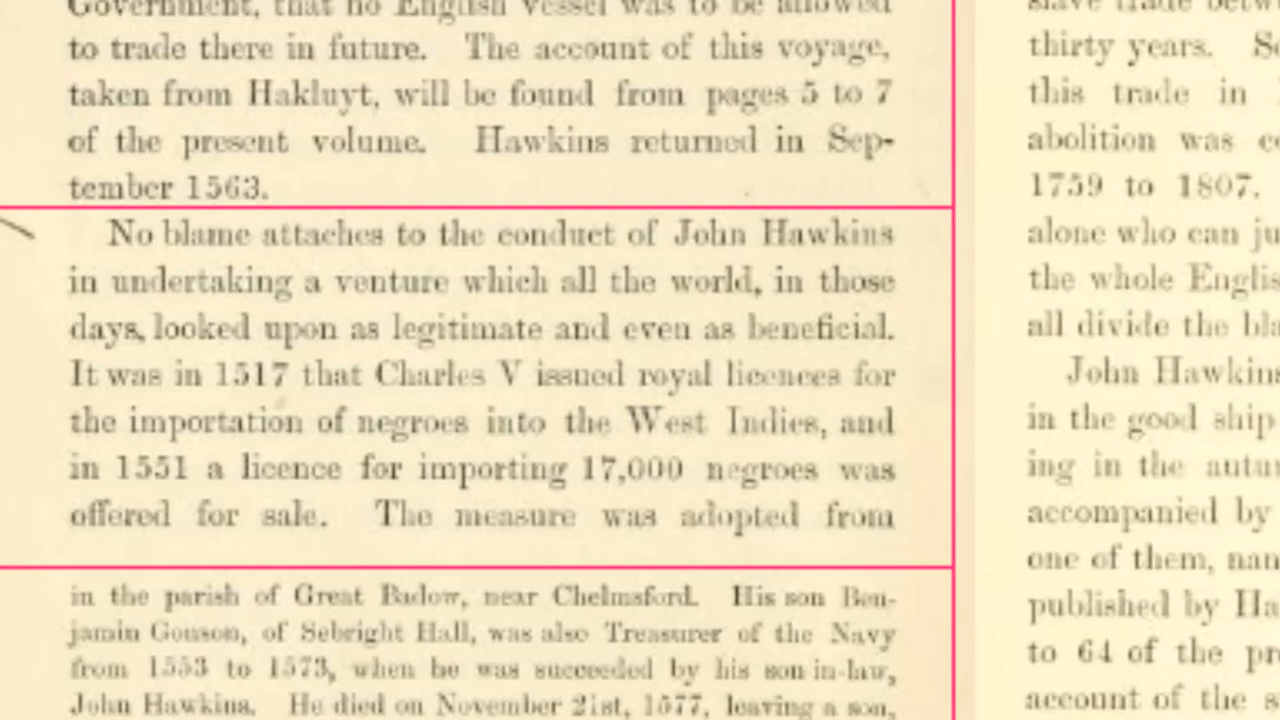 Government, that no English vessel was to be allowed
to trade there in future. The account of this voyage,
taken from Hakluyt, will be found from pages 5 to 7
of the present volume. Hawkins returned in Sep-
tember 1563.
No blame attaches to the conduct of John Hawkins
in undertaking a venture which all the world, in those
days, looked upon as legitimate and even as beneficial.
It was in 1517 that Charles V issued royal licences for
the importation of negroes into the West Indies, and
in 1551 a licence for importing 17,000 negroes was
offered for sale. The measure was adopted from
in the parish of Great Badow, near Chelmsford. His son Ben-
jamin Gonson, of Sebright Hall, was also Treasurer of the Navy
from 1553 to 1573, when he was succeeded by his son-in-law,
John Hawkins. He died on November 21st, 1577, leaving a son,
slave trade
thirty years.
this trade in
abolition was
1759 to 1807.
alone who can
the whole
all divide the
John Hawkins
in the good ship
ing in the
accompanied by
one of them,
published by
to 64 of the
account of the